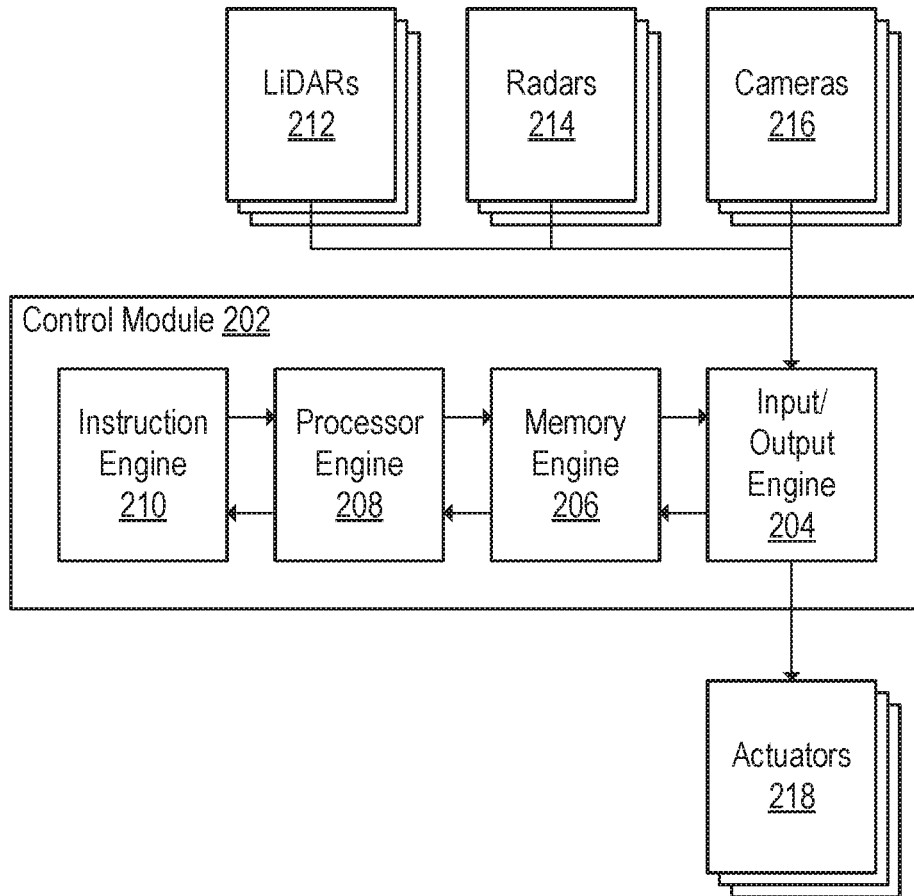 LiDARs
212
Radars
214
Cameras
216
Control Module 202
Instruction
Engine
210
Processor
Engine
208
Memory
Engine
206
Input/
Output
Engine
204
Actuators
218